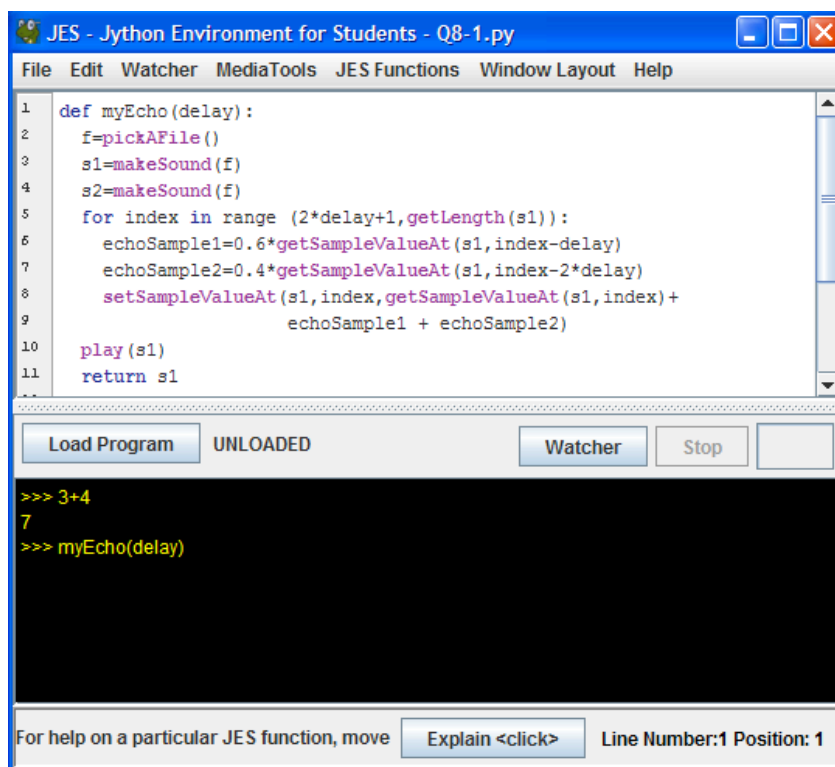 JES - Jython Environment for Students - Q8-1.py
File Edit Watcher MediaTools JES Functions Window Layout Help
1 def myEcho(delay):
2   f=pickAFile()
3   s1=makeSound(f)
4   s2=makeSound(f)
5   for index in range (2*delay+1,getLength(s1)):
6     echoSample1=0.6*getSampleValueAt(s1,index-delay)
7     echoSample2=0.4*getSampleValueAt(s1,index-2*delay)
8     setSampleValueAt(s1,index,getSampleValueAt(s1,index)+
9                      echoSample1 + echoSample2)
10   play(s1)
11   return s1
Load Program UNLOADED Watcher Stop
>>> 3+4
7
>>> myEcho(delay)
For help on a particular JES function, move Explain <click> Line Number:1 Position: 1